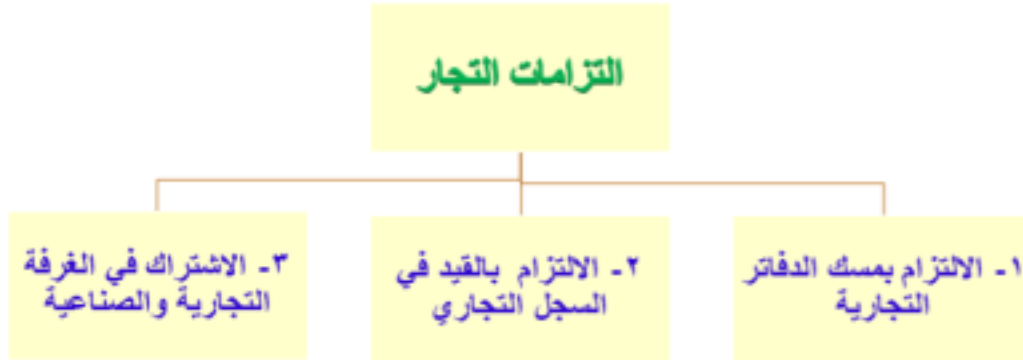 التزامات التجار
١- الالتزام بمسك الدفاتر
التجارية
٢- الالتزام بالقيد في
السجل التجاري
٣- الاشتراك في الغرفة
التجارية والصناعية